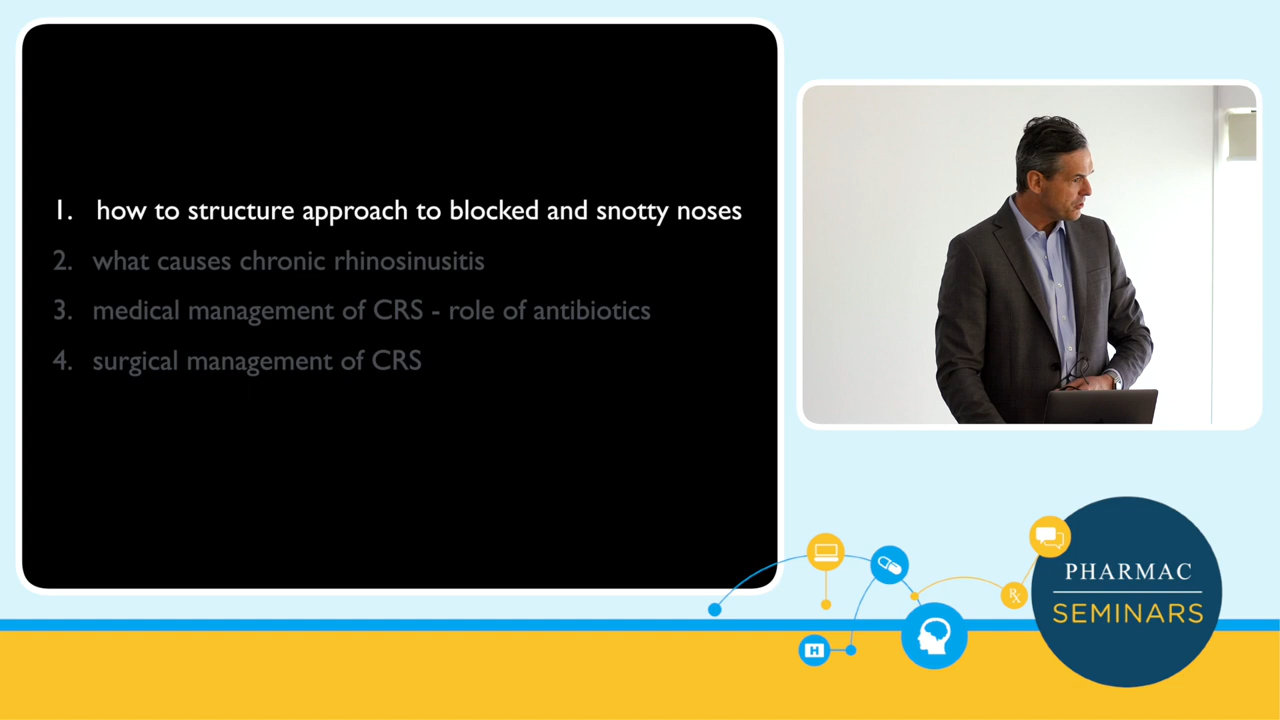 1. how to structure approach to blocked and snotty noses
2. what causes chronic rhinosinusitis
3. medical management of CRS - role of antibiotics
4. surgical management of CRS
Rx
H
PHARMAC
SEMINARS